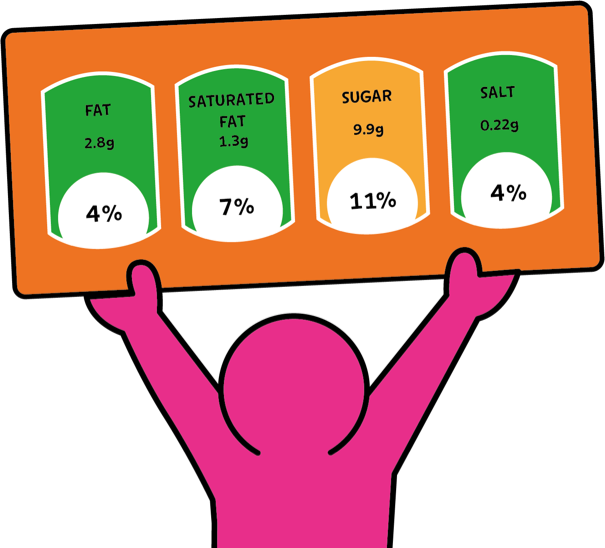 FAT
2.8g
4%
SATURATED
FAT
1.3g
7%
SUGAR
9.9g
11%
SALT
0.22g
4%